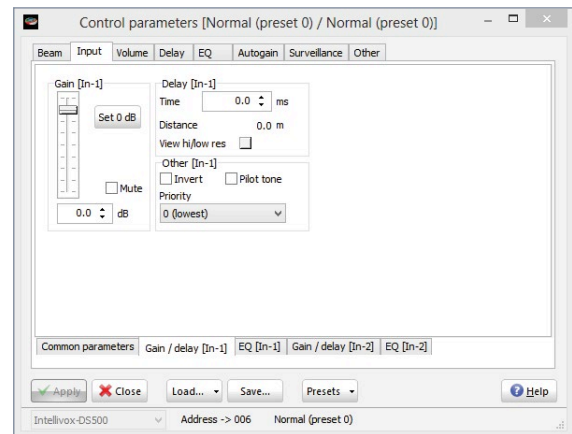 Control parameters [Normal (preset 0) / Normal (preset 0)]
Beam Input Volume Delay EQ Autogain Surveillance Other
Gain [In-1]
Set 0 dB
Mute
0.0 dB
Delay [In-1]
Time 0.0 ms
Distance 0.0 m
View hi/low res
Other [In-1]
Invert Pilot tone
Priority
0 (lowest)
Common parameters Gain / delay [In-1] EQ [In-1] Gain / delay [In-2] EQ [In-2]
Apply Close Load... Save... Presets Help
Intellivox-DS500 Address -> 006 Normal (preset 0)